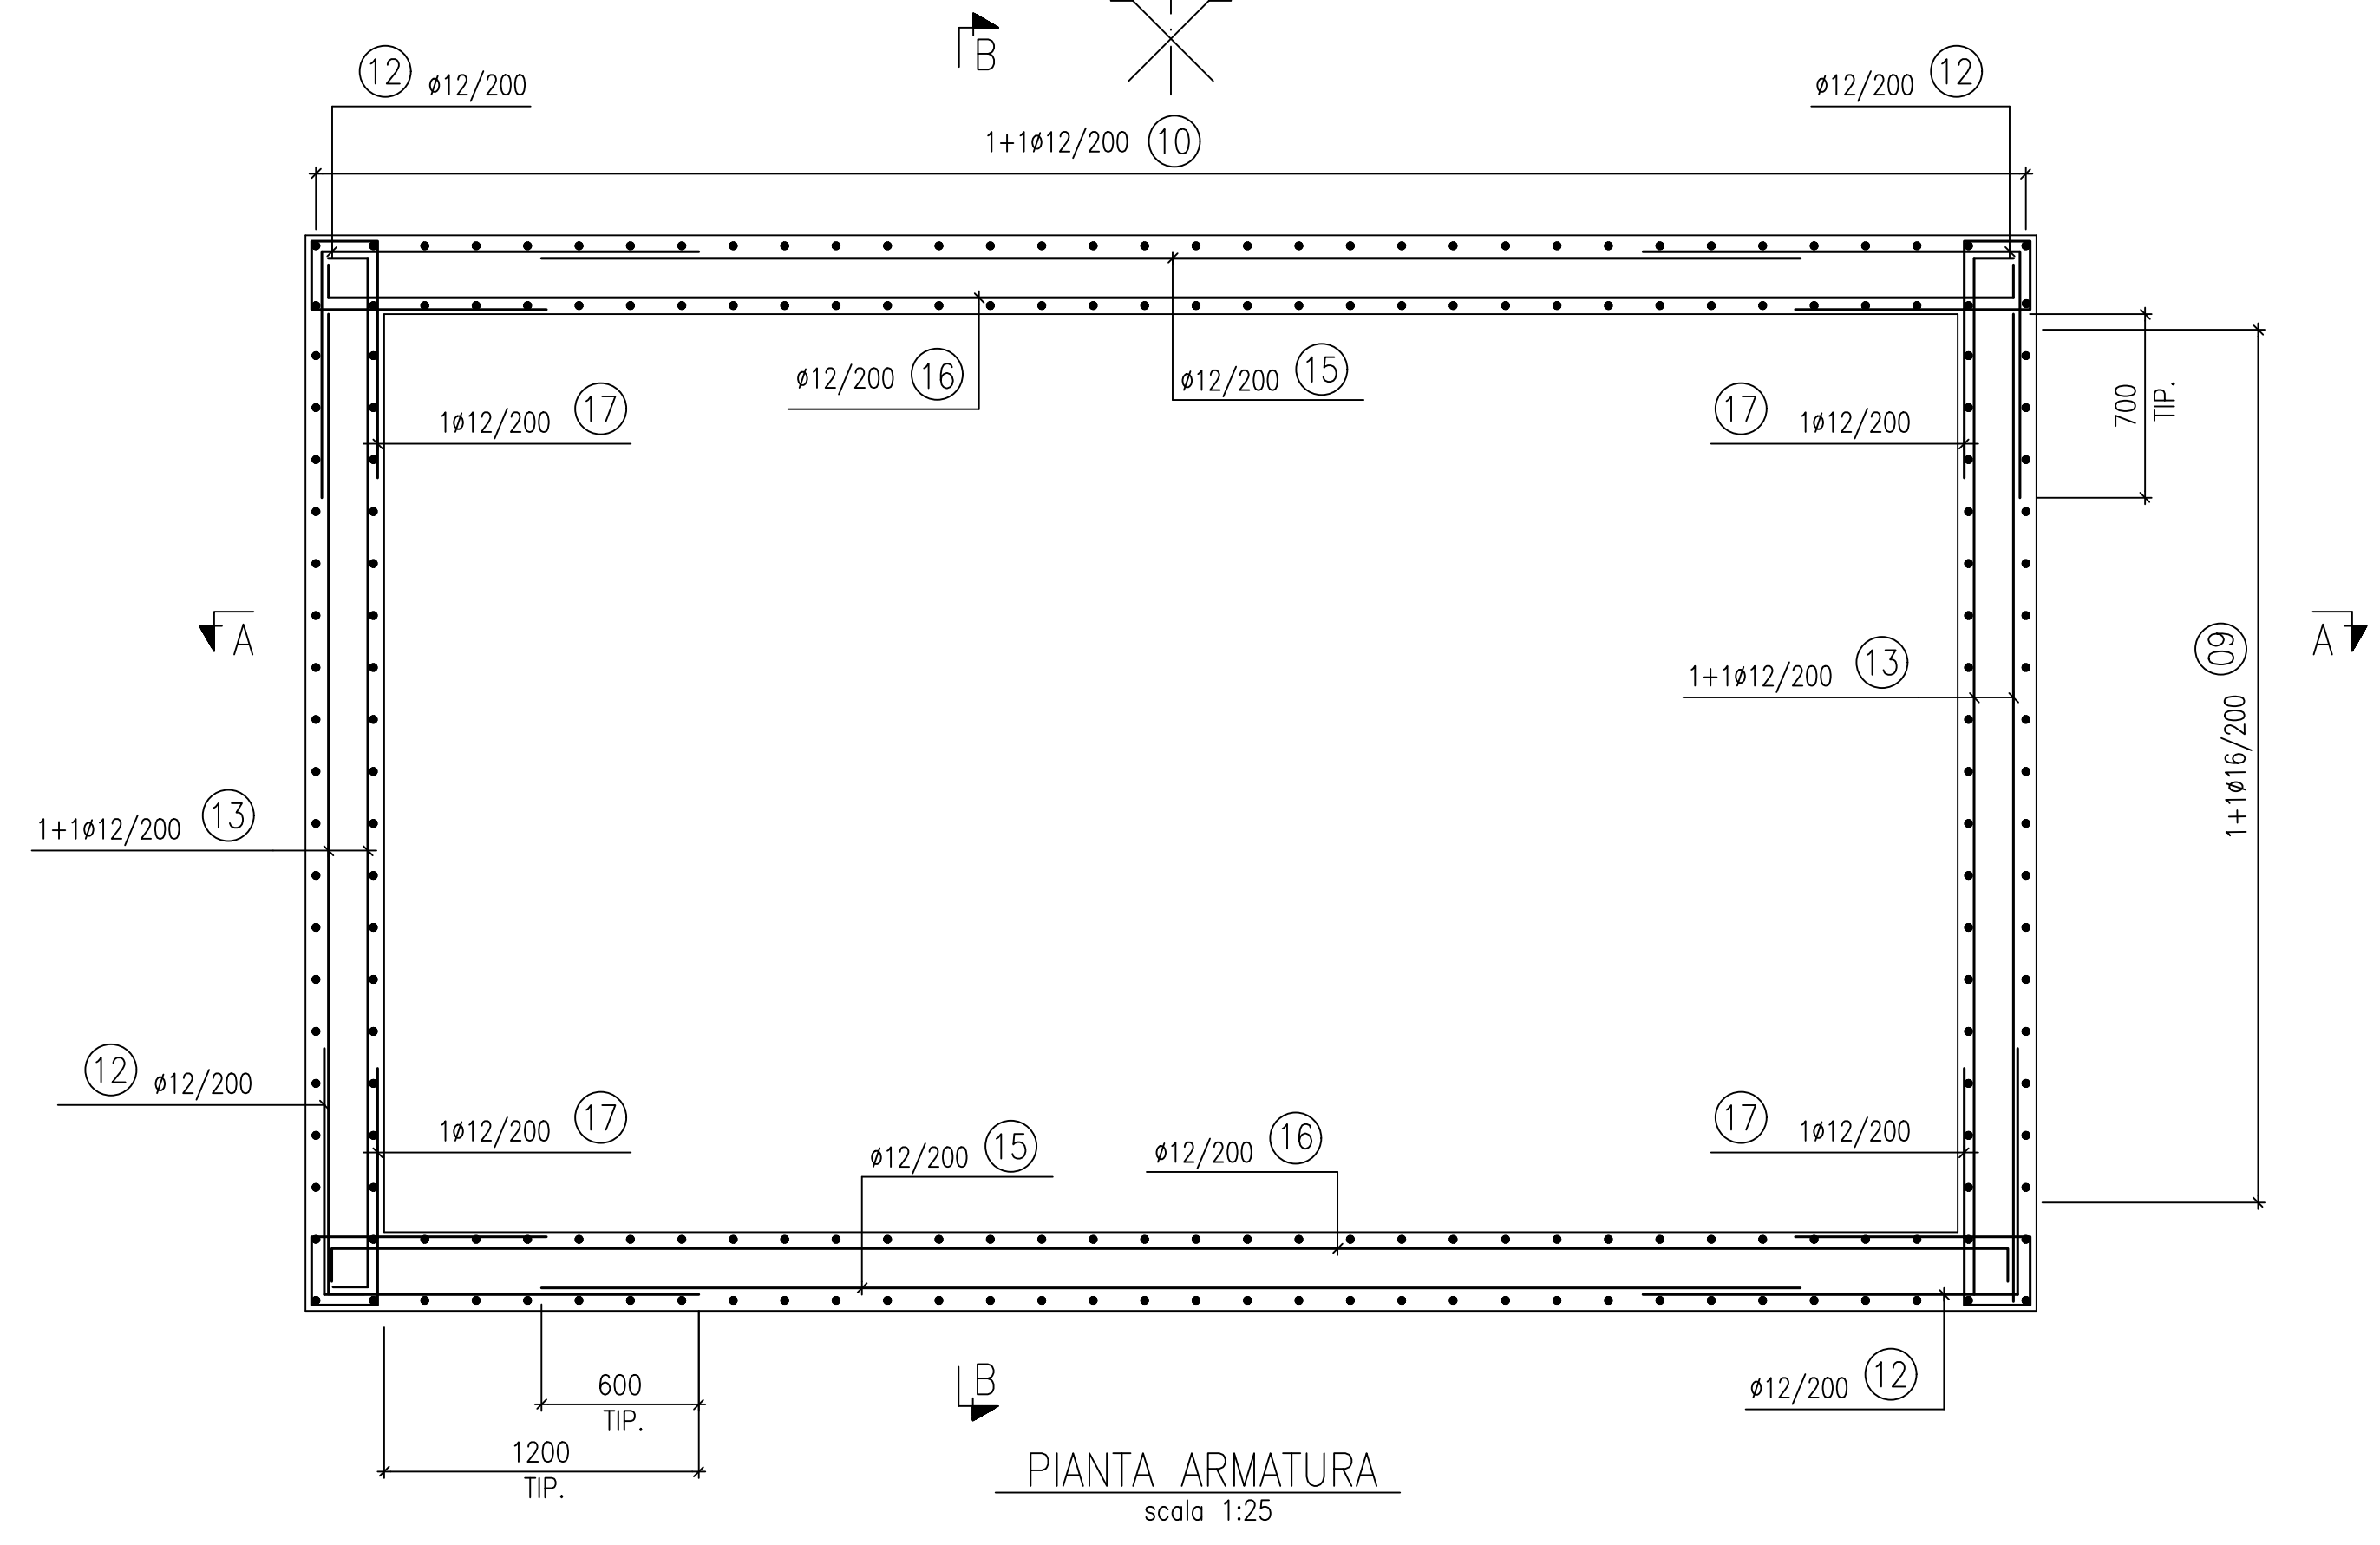 B
12 ø12/200
ø12/200 12
1+1ø12/200 10
ø12/200 16
ø12/200 15
1ø12/200 17
17 1ø12/200
700
TIP.
A
A
1+1ø12/200 13
1+1ø16/200 09
1+1ø12/200 13
12 ø12/200
1ø12/200 17
ø12/200 15
ø12/200 16
17 1ø12/200
B
600
TIP.
ø12/200 12
1200
TIP.
PIANTA ARMATURA
scala 1:25